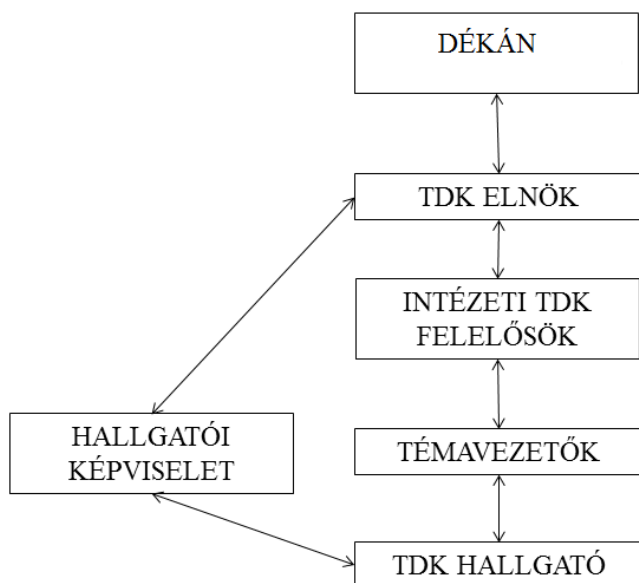 DÉKÁN
TDK ELNÖK
INTÉZETI TDK
FELELŐSÖK
HALLGATÓI
KÉPVISELET
TÉMAVEZETŐK
TDK HALLGATÓ